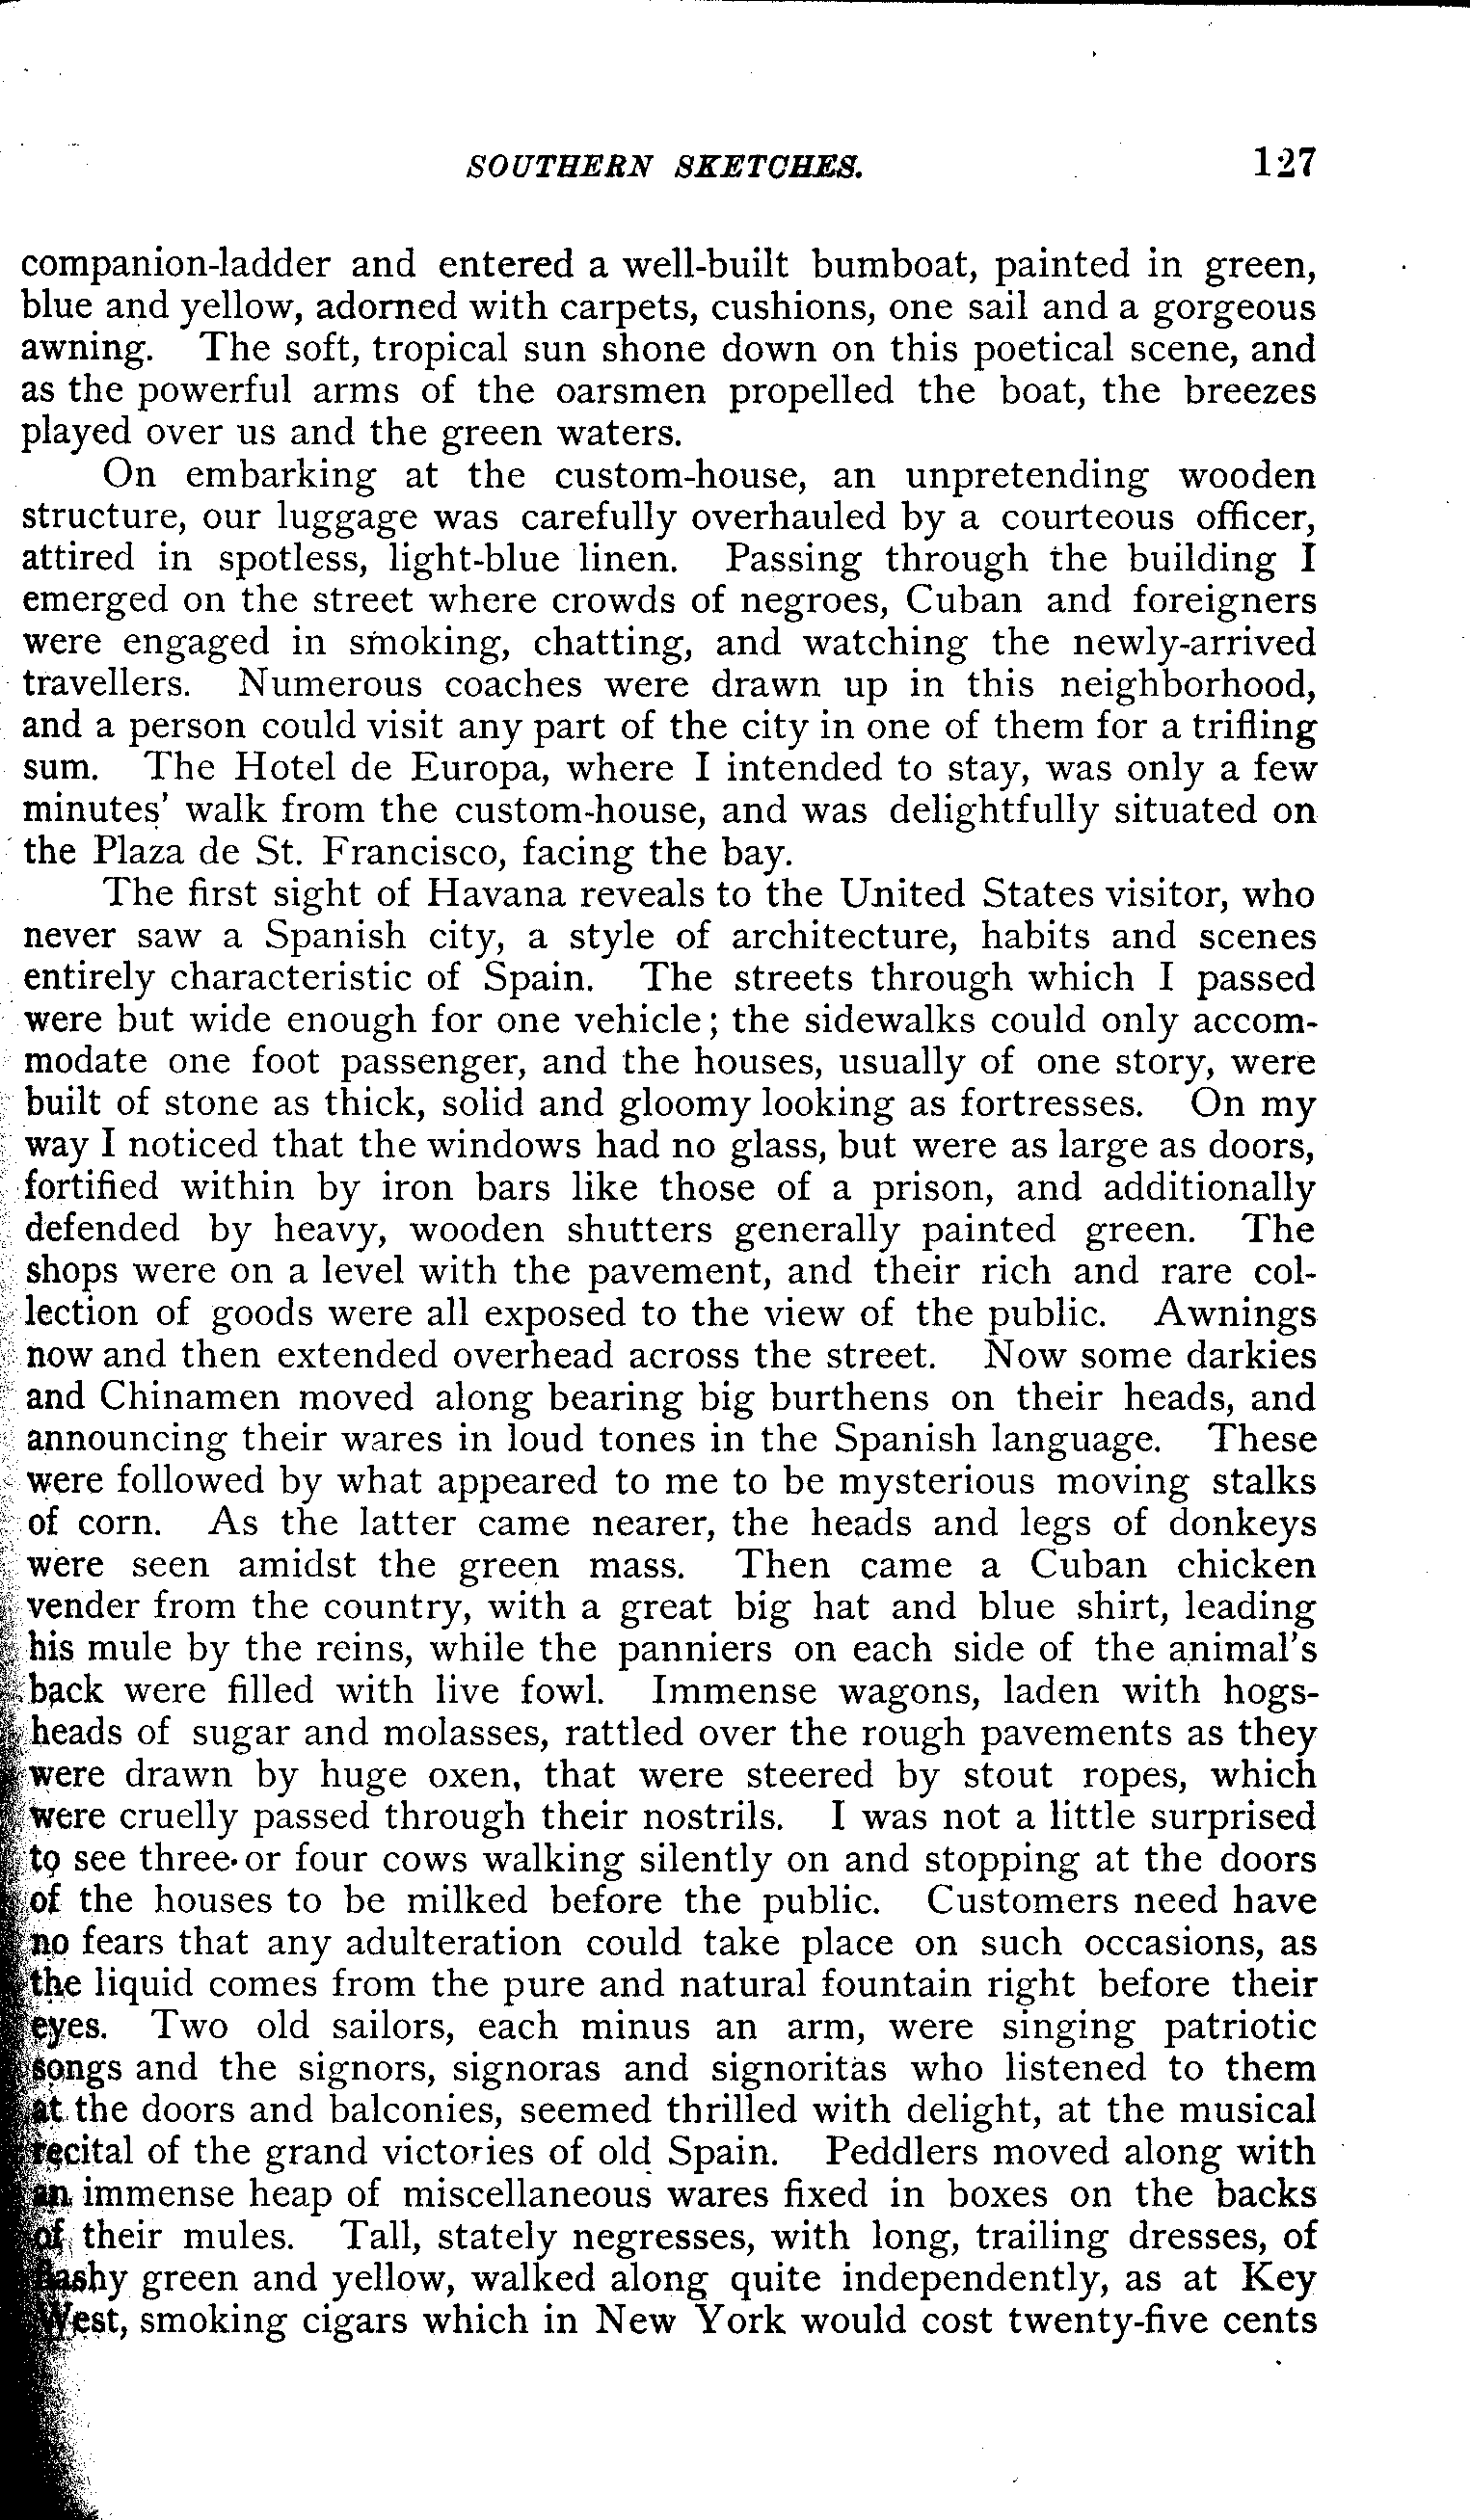 SOUTHERN SKETCHES. 127
companion-ladder and entered a well-built bumboat, painted in green,
blue and yellow, adorned with carpets, cushions, one sail and a gorgeous
awning. The soft, tropical sun shone down on this poetical scene, and
as the powerful arms of the oarsmen propelled the boat, the breezes
played over us and the green waters.
On embarking at the custom-house, an unpretending wooden
structure, our luggage was carefully overhauled by a courteous officer,
attired in spotless, light-blue linen. Passing through the building I
emerged on the street where crowds of negroes, Cuban and foreigners
were engaged in smoking, chatting, and watching the newly-arrived
travellers. Numerous coaches were drawn up in this neighborhood,
and a person could visit any part of the city in one of them for a trifling
sum. The Hotel de Europa, where I intended to stay, was only a few
minutes' walk from the custom-house, and was delightfully situated on
the Plaza de St. Francisco, facing the bay.
The first sight of Havana reveals to the United States visitor, who
never saw a Spanish city, a style of architecture, habits and scenes
entirely characteristic of Spain. The streets through which I passed
were but wide enough for one vehicle; the sidewalks could only accom-
modate one foot passenger, and the houses, usually of one story, were
built of stone as thick, solid and gloomy looking as fortresses. On my
way I noticed that the windows had no glass, but were as large as doors,
fortified within by iron bars like those of a prison, and additionally
defended by heavy, wooden shutters generally painted green. The
shops were on a level with the pavement, and their rich and rare col-
lection of goods were all exposed to the view of the public. Awnings
now and then extended overhead across the street. Now some darkies
and Chinamen moved along bearing big burthens on their heads, and
announcing their wares in loud tones in the Spanish language. These
were followed by what appeared to me to be mysterious moving stalks
of corn. As the latter came nearer, the heads and legs of donkeys
were seen amidst the green mass. Then came a Cuban chicken
vender from the country, with a great big hat and blue shirt, leading
his mule by the reins, while the panniers on each side of the animal's
back were filled with live fowl. Immense wagons, laden with hogs-
heads of sugar and molasses, rattled over the rough pavements as they
were drawn by huge oxen, that were steered by stout ropes, which
were cruelly passed through their nostrils. I was not a little surprised
to see three or four cows walking silently on and stopping at the doors
of the houses to be milked before the public. Customers need have
no fears that any adulteration could take place on such occasions, as
the liquid comes from the pure and natural fountain right before their
eyes. Two old sailors, each minus an arm, were singing patriotic
songs and the signors, signoras and signoritas who listened to them
at the doors and balconies, seemed thrilled with delight, at the musical
recital of the grand victories of old Spain. Peddlers moved along with
an immense heap of miscellaneous wares fixed in boxes on the backs
of their mules. Tall, stately negresses, with long, trailing dresses, of
flashy green and yellow, walked along quite independently, as at Key
West, smoking cigars which in New York would cost twenty-five cents